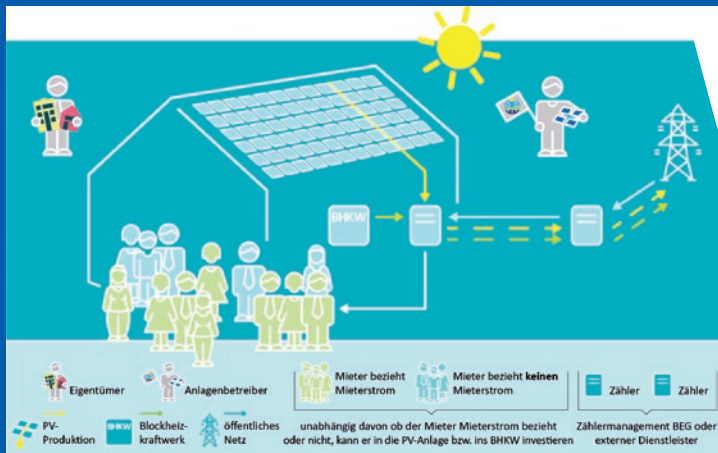 BHKW
Eigentümer
Anlagenbetreiber
Mieter bezieht
Mieterstrom
Mieter bezieht keinen
Mieterstrom
Zähler
Zähler
PV-
Produktion
BHKW
Blockheiz-
kraftwerk
öffentliches
Netz
unabhängig davon ob der Mieter Mieterstrom bezieht
oder nicht, kann er in die PV-Anlage bzw. ins BHKW investieren
Zählermanagement BEG oder
externer Dienstleister